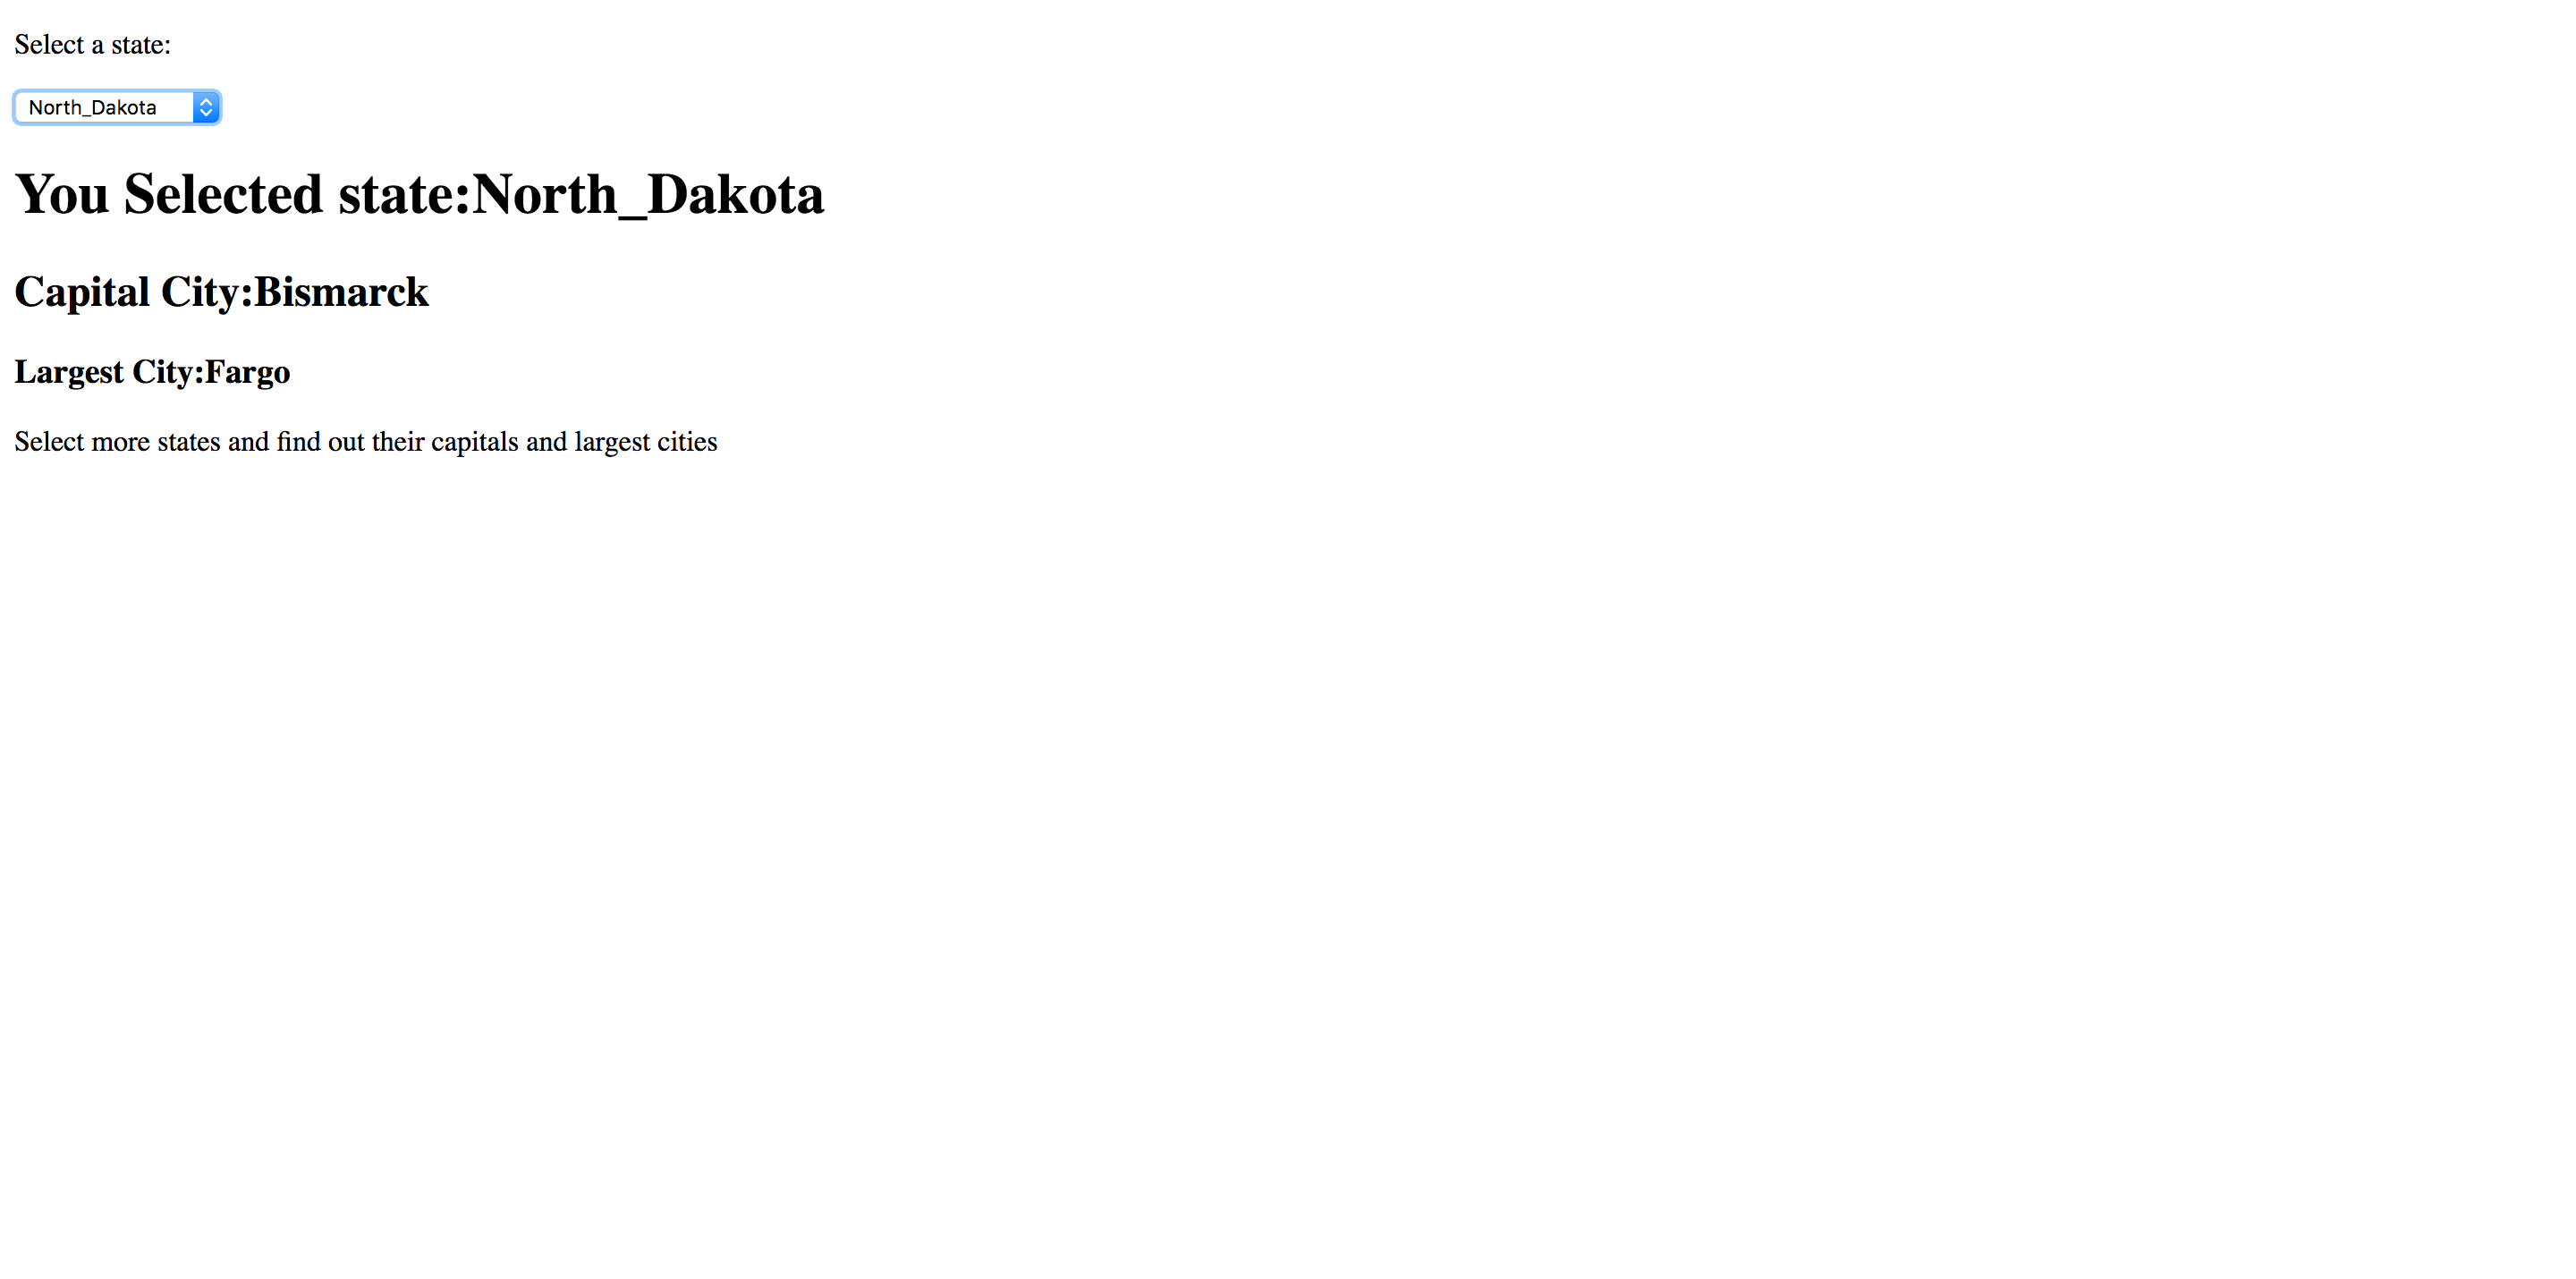 Select a state:
North_Dakota
You Selected state:North_Dakota
Capital City:Bismarck
Largest City:Fargo
Select more states and find out their capitals and largest cities